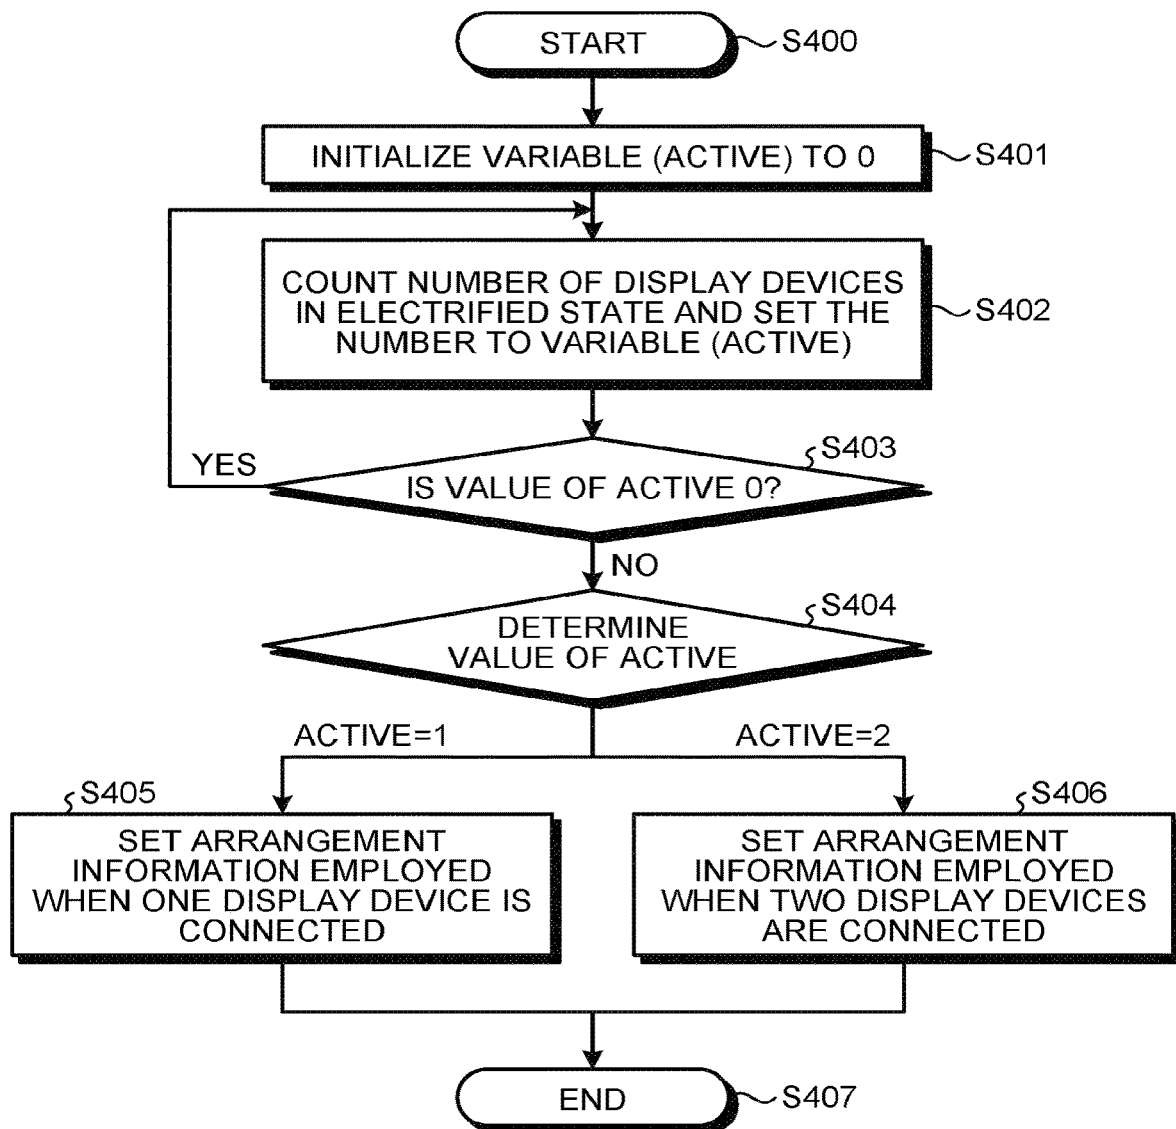 START
S400
INITIALIZE VARIABLE (ACTIVE) TO 0
S401
COUNT NUMBER OF DISPLAY DEVICES
IN ELECTRIFIED STATE AND SET THE
NUMBER TO VARIABLE (ACTIVE)
S402
S403
YES
IS VALUE OF ACTIVE 0?
NO
S404
DETERMINE
VALUE OF ACTIVE
ACTIVE=1
ACTIVE=2
S405
SET ARRANGEMENT
INFORMATION EMPLOYED
WHEN ONE DISPLAY DEVICE IS
CONNECTED
S406
SET ARRANGEMENT
INFORMATION EMPLOYED
WHEN TWO DISPLAY DEVICES
ARE CONNECTED
END
S407